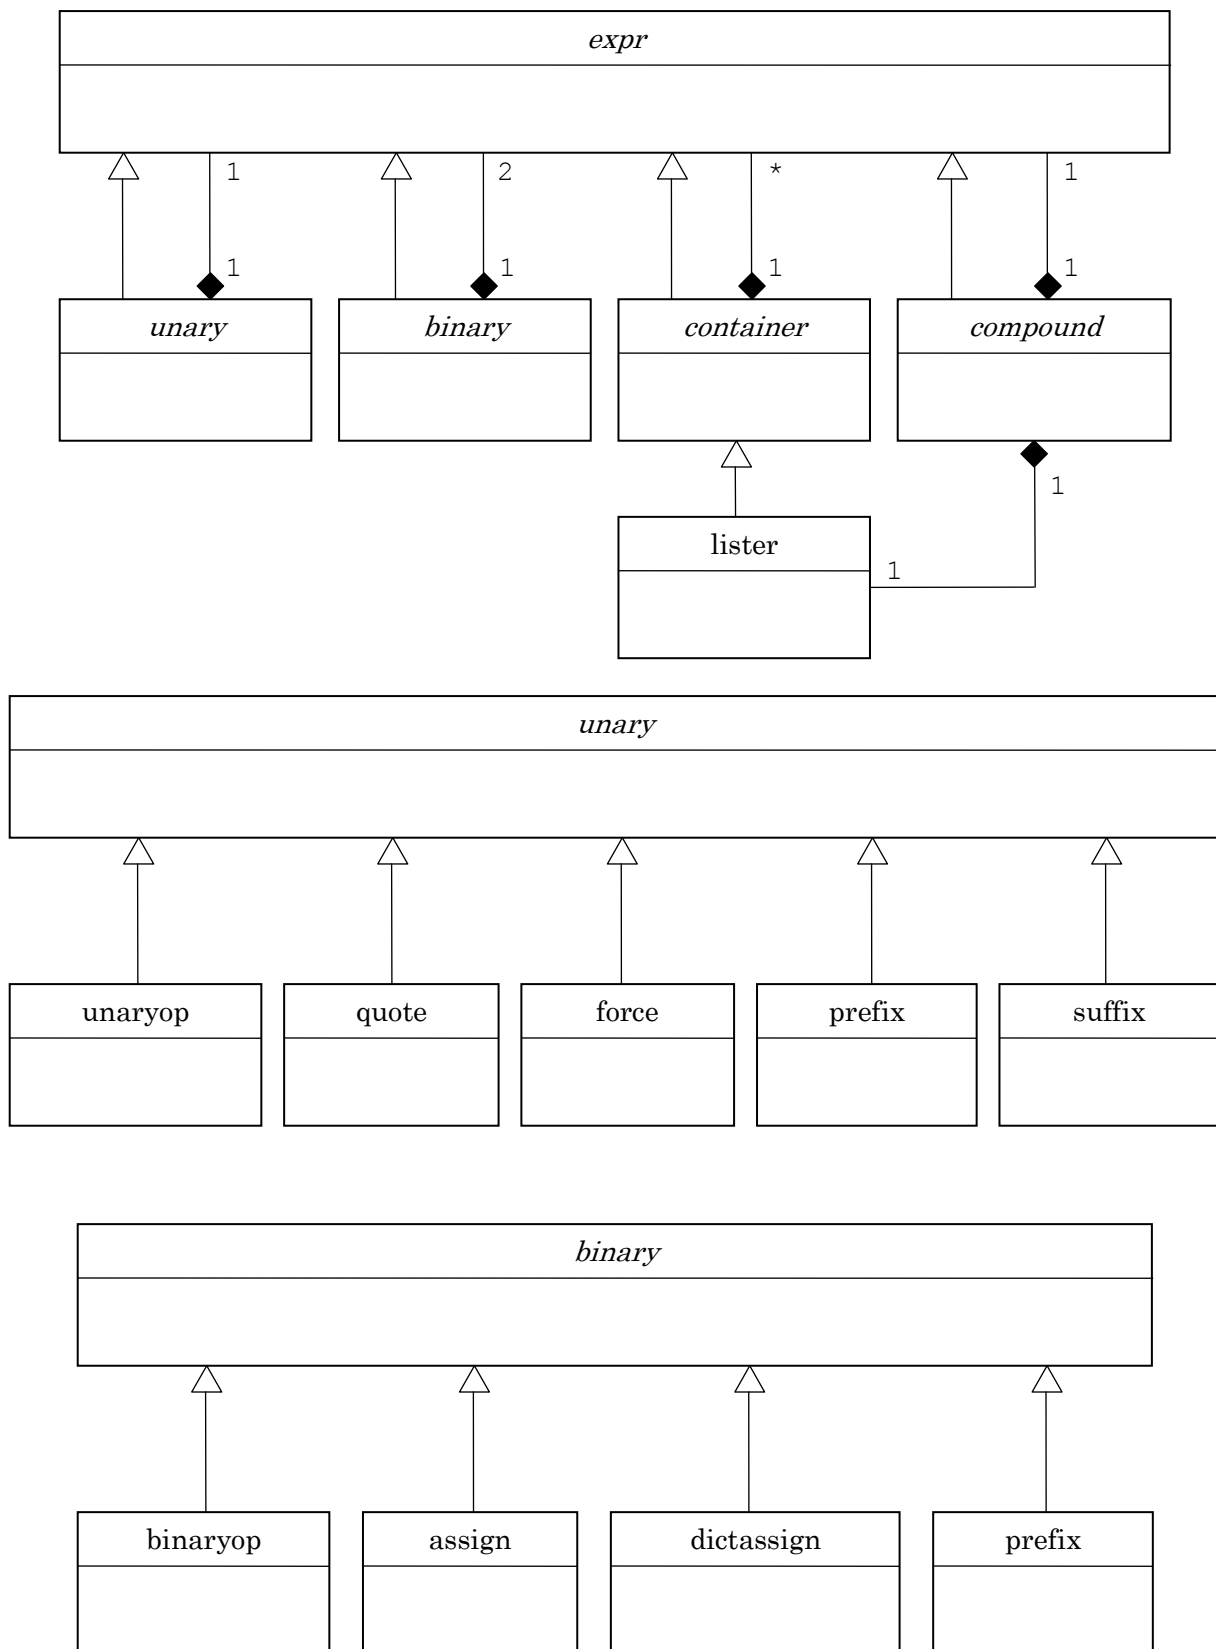 expr
1 2 * 1
1 1 1 1
unary binary container compound
1
lister
1
unary
unaryop quote force prefix suffix
binary
binaryop assign dictassign prefix